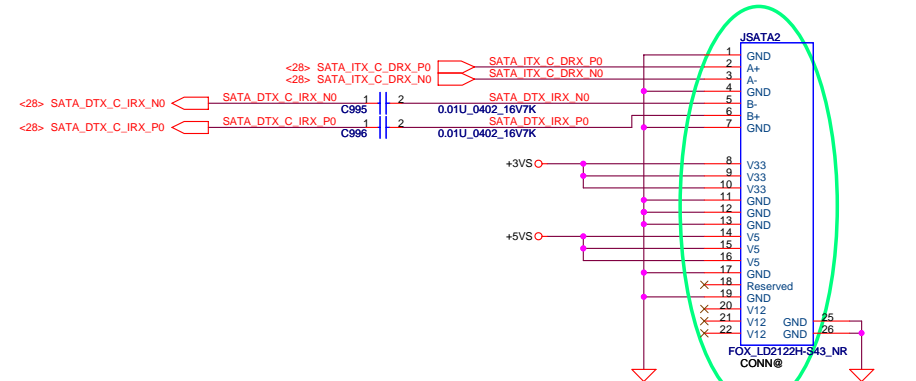 JSATA2
1 GND
<28> SATA_ITX_C_DRX_P0 SATA_ITX_C_DRX_P0 2 A+
<28> SATA_ITX_C_DRX_N0 SATA_ITX_C_DRX_N0 3 A-
4 GND
<28> SATA_DTX_C_IRX_N0 SATA_DTX_C_IRX_N0 1 2 SATA_DTX_IRX_N0 5 B-
C995 0.01U_0402_16V7K
6 B+
<28> SATA_DTX_C_IRX_P0 SATA_DTX_C_IRX_P0 1 2 SATA_DTX_IRX_P0 7 GND
C996 0.01U_0402_16V7K
+3VS 8 V33
9 V33
10 V33
11 GND
12 GND
13 GND
+5VS 14 V5
15 V5
16 V5
17 GND
18 Reserved
19 GND
20 V12
21 V12 GND 25
22 V12 GND 26
FOX_LD2122H-S43_NR
CONN@